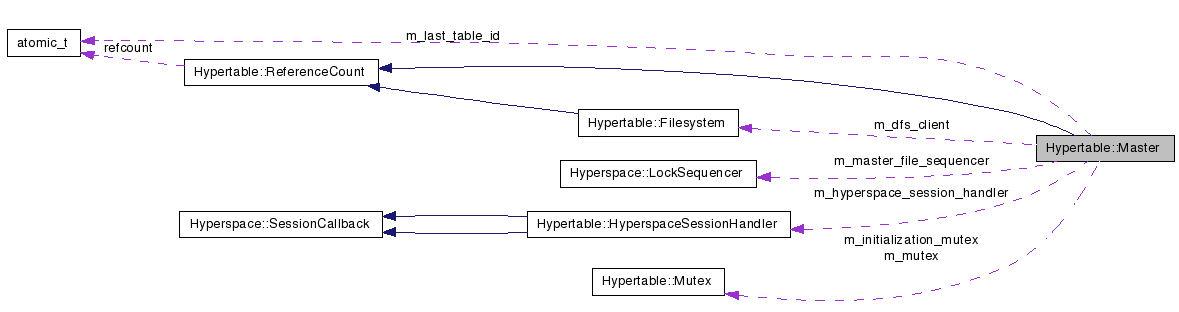 m_last_table_id
atomic_t
refcount
Hypertable::ReferenceCount
Hypertable::Filesystem
m_dfs_client
Hypertable::Master
m_master_file_sequencer
Hyperspace::LockSequencer
m_hyperspace_session_handler
Hyperspace::SessionCallback
Hypertable::HyperspaceSessionHandler
m_initialization_mutex
m_mutex
Hypertable::Mutex